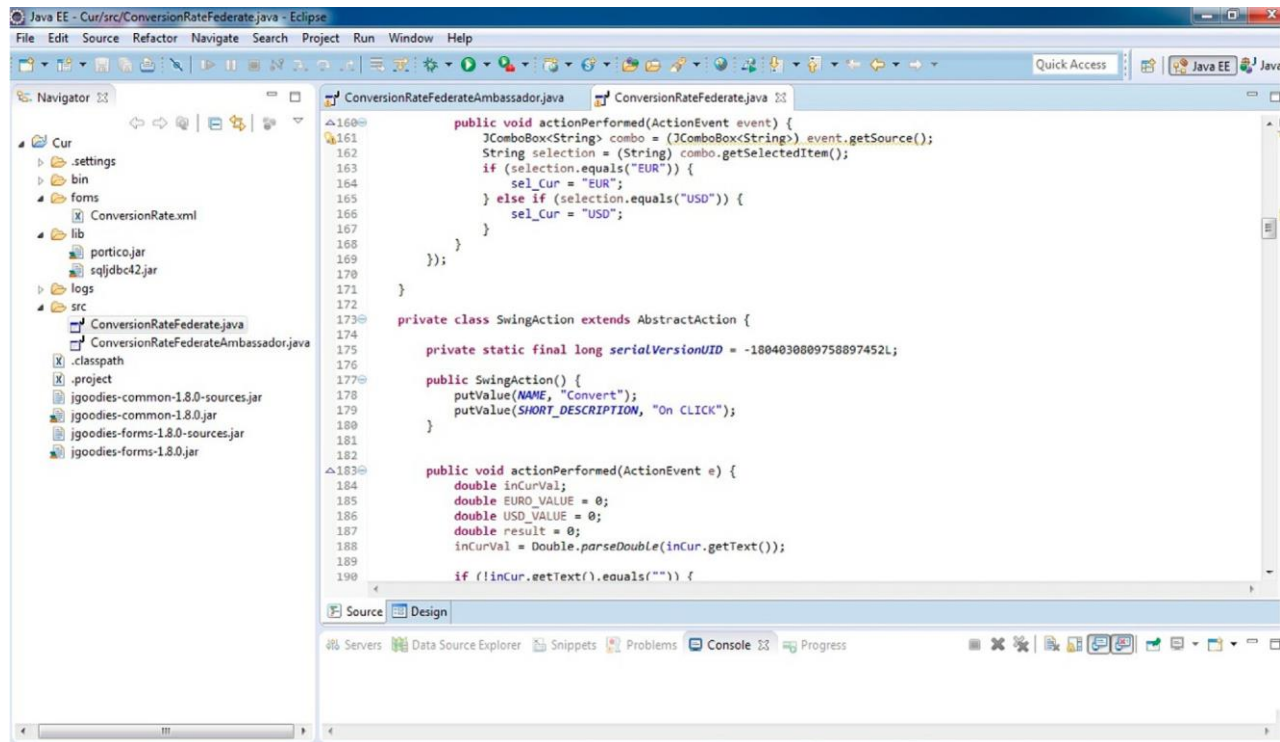 Java EE - Cur/src/ConversionRateFederate.java - Eclipse
File Edit Source Refactor Navigate Search Project Run Window Help
Quick Access Java EE Java
Navigator
Cur
.settings
bin
foms
ConversionRate.xml
lib
portico.jar
sqljdbc42.jar
logs
src
ConversionRateFederate.java
ConversionRateFederateAmbassador.java
.classpath
.project
jgoodies-common-1.8.0-sources.jar
jgoodies-common-1.8.0.jar
jgoodies-forms-1.8.0-sources.jar
jgoodies-forms-1.8.0.jar
ConversionRateFederateAmbassador.java ConversionRateFederate.java
160 public void actionPerformed(ActionEvent event) {
161 JComboBox<String> combo = (JComboBox<String>) event.getSource();
162 String selection = (String) combo.getSelectedItem();
163 if (selection.equals("EUR")) {
164 sel_Cur = "EUR";
165 } else if (selection.equals("USD")) {
166 sel_Cur = "USD";
167 }
168 }
169 });
170
171 }
172
173 private class SwingAction extends AbstractAction {
174
175 private static final long serialVersionUID = -1804030809758897452L;
176
177 public SwingAction() {
178 putValue(NAME, "Convert");
179 putValue(SHORT_DESCRIPTION, "On CLICK");
180 }
181
182
183 public void actionPerformed(ActionEvent e) {
184 double inCurVal;
185 double EURO_VALUE = 0;
186 double USD_VALUE = 0;
187 double result = 0;
188 inCurVal = Double.parseDouble(inCur.getText());
189
190 if (!inCur.getText().equals("")) {
Source Design
Servers Data Source Explorer Snippets Problems Console Progress